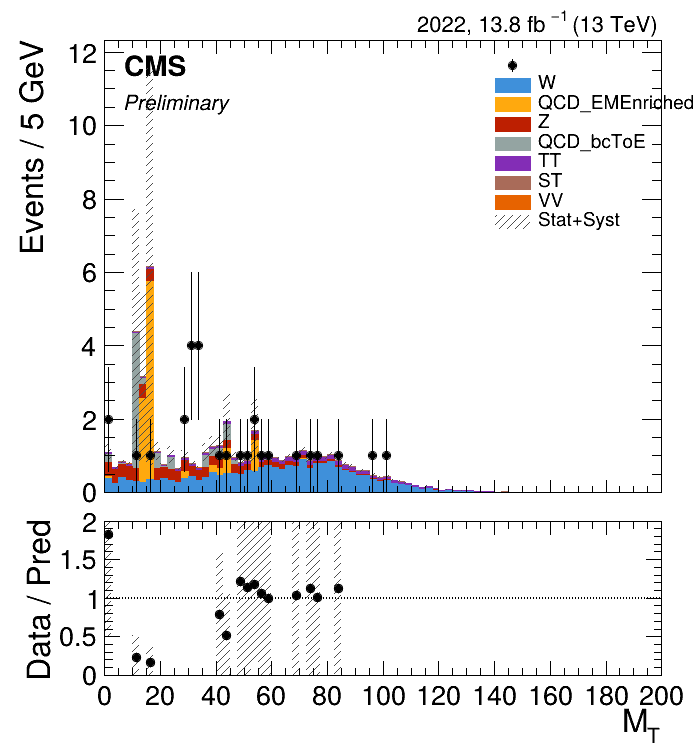 2022, 13.8 fb⁻¹ (13 TeV)
Events / 5 GeV
12
10
8
6
4
2
0
CMS
Preliminary
W
QCD_EMEnriched
Z
QCD_bcToE
TT
ST
VV
Stat+Syst
Data / Pred
2
1.5
1
0.5
0
0 20 40 60 80 100 120 140 160 180 200
M_T